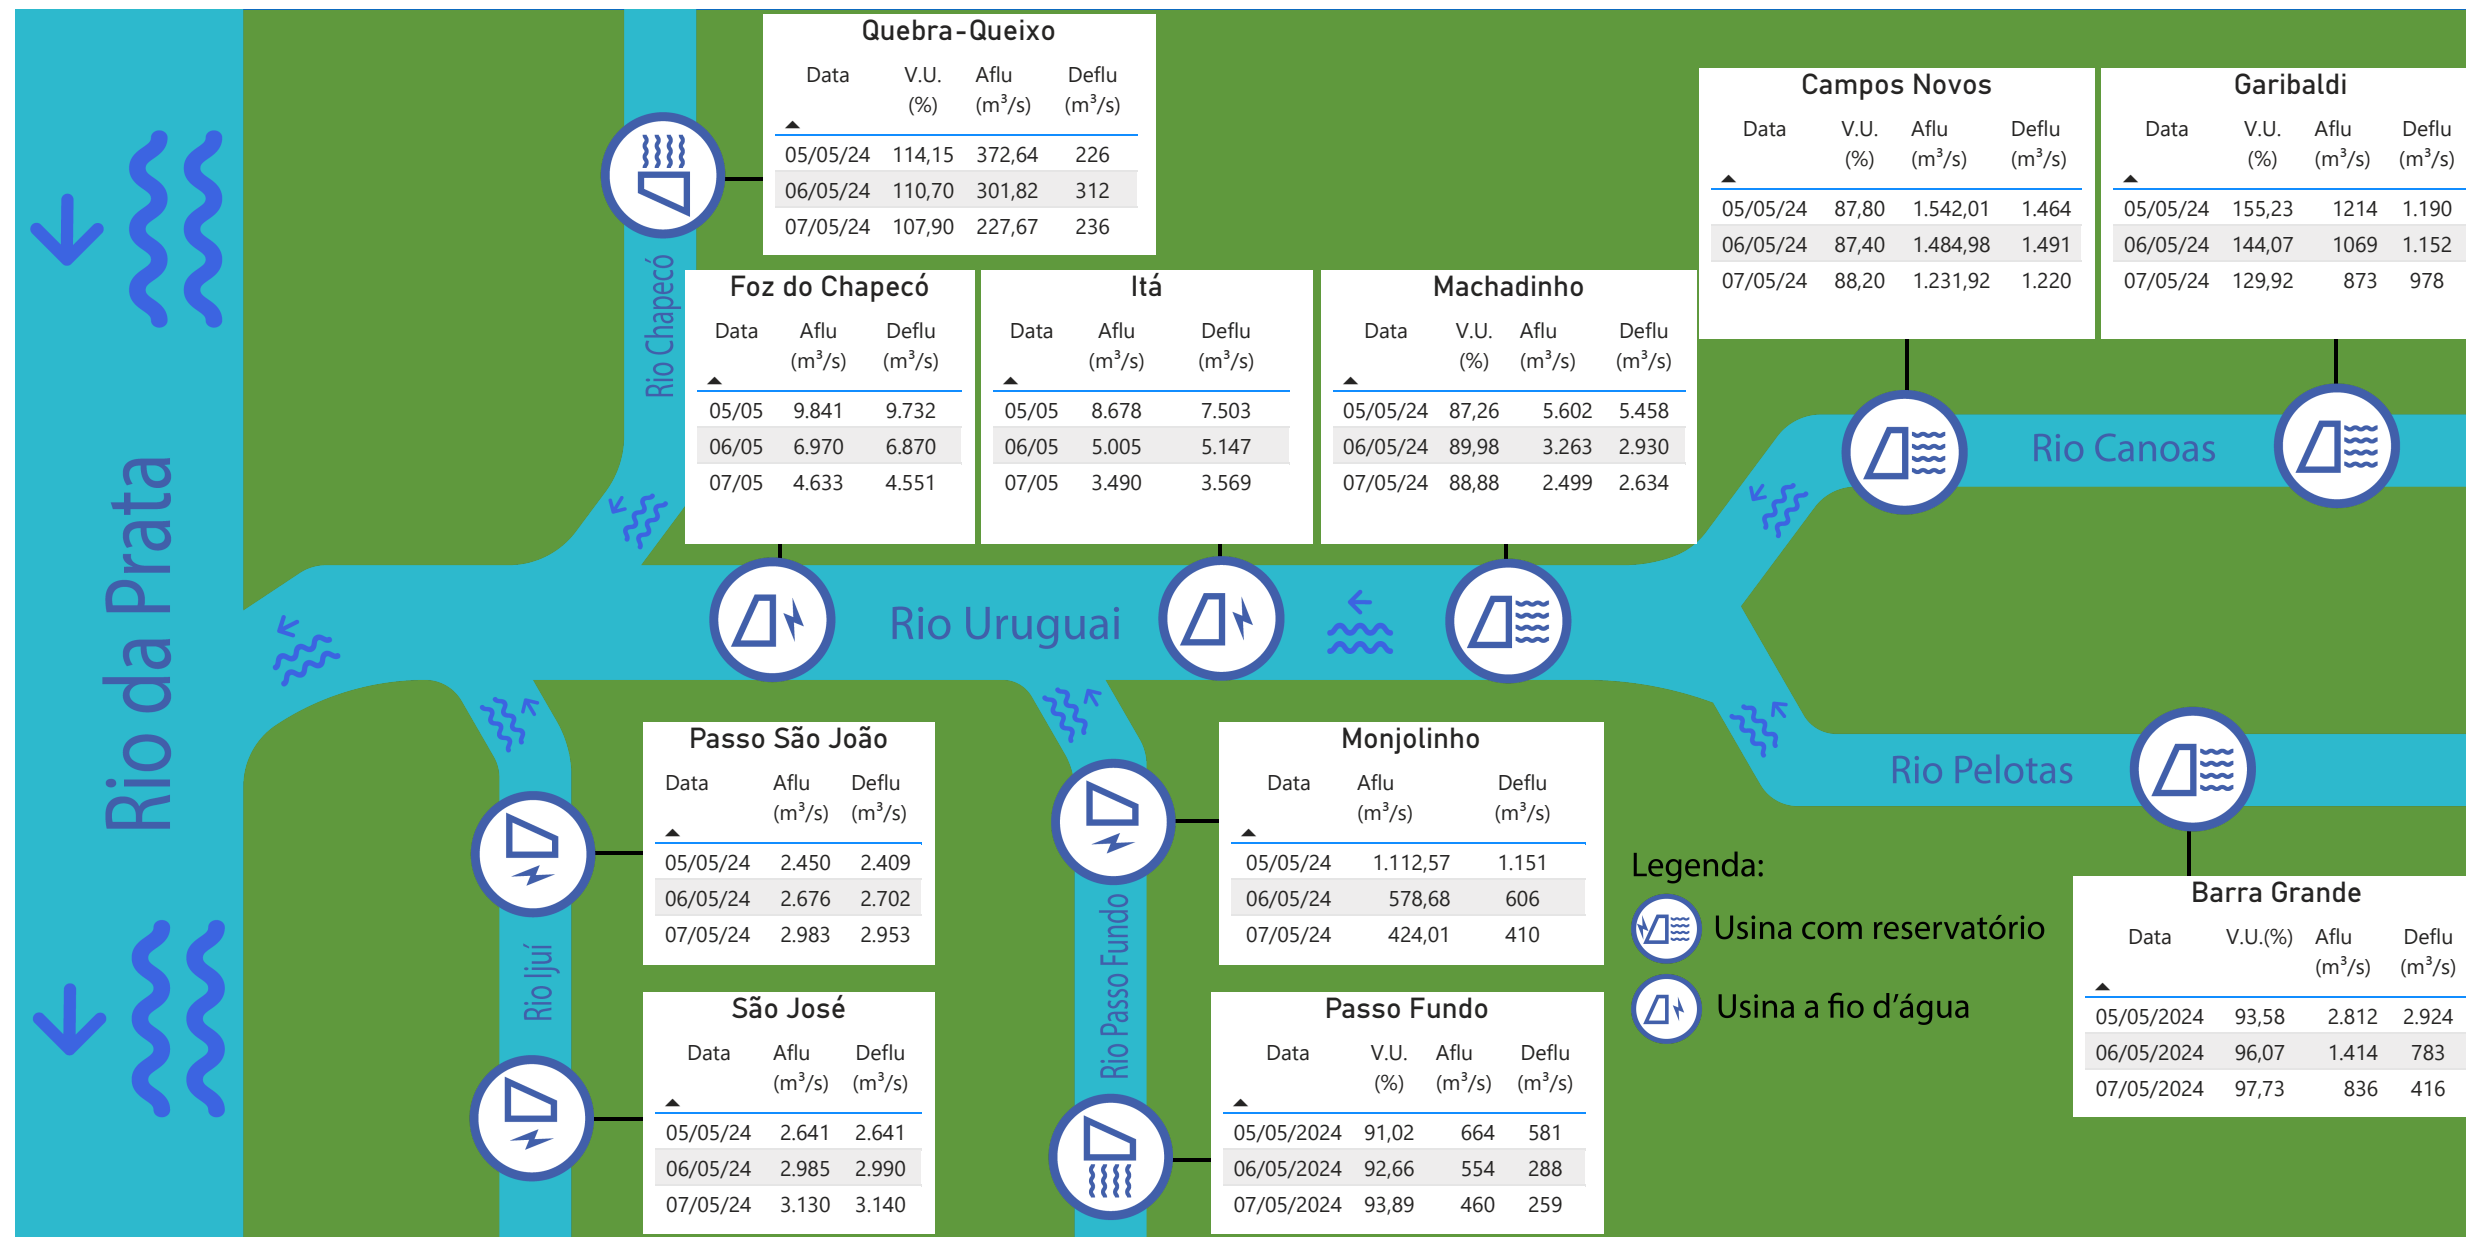 Quebra-Queixo
Data V.U. (%) Aflu (m³/s) Deflu (m³/s)
05/05/24 114,15 372,64 226
06/05/24 110,70 301,82 312
07/05/24 107,90 227,67 236
Campos Novos
Data V.U. (%) Aflu (m³/s) Deflu (m³/s)
05/05/24 87,80 1.542,01 1.464
06/05/24 87,40 1.484,98 1.491
07/05/24 88,20 1.231,92 1.220
Garibaldi
Data V.U. (%) Aflu (m³/s) Deflu (m³/s)
05/05/24 155,23 1214 1.190
06/05/24 144,07 1069 1.152
07/05/24 129,92 873 978
Rio Chapecó
Foz do Chapecó
Data Aflu (m³/s) Deflu (m³/s)
05/05 9.841 9.732
06/05 6.970 6.870
07/05 4.633 4.551
Itá
Data Aflu (m³/s) Deflu (m³/s)
05/05 8.678 7.503
06/05 5.005 5.147
07/05 3.490 3.569
Machadinho
Data V.U. (%) Aflu (m³/s) Deflu (m³/s)
05/05/24 87,26 5.602 5.458
06/05/24 89,98 3.263 2.930
07/05/24 88,88 2.499 2.634
Rio Canoas
Rio da Prata
Rio Uruguai
Rio Pelotas
Passo São João
Data Aflu (m³/s) Deflu (m³/s)
05/05/24 2.450 2.409
06/05/24 2.676 2.702
07/05/24 2.983 2.953
Monjolinho
Data Aflu (m³/s) Deflu (m³/s)
05/05/24 1.112,57 1.151
06/05/24 578,68 606
07/05/24 424,01 410
Legenda:
Usina com reservatório
Usina a fio d’água
Barra Grande
Data V.U.(%) Aflu (m³/s) Deflu (m³/s)
05/05/2024 93,58 2.812 2.924
06/05/2024 96,07 1.414 783
07/05/2024 97,73 836 416
Rio Ijuí
Rio Passo Fundo
São José
Data Aflu (m³/s) Deflu (m³/s)
05/05/24 2.641 2.641
06/05/24 2.985 2.990
07/05/24 3.130 3.140
Passo Fundo
Data V.U. (%) Aflu (m³/s) Deflu (m³/s)
05/05/2024 91,02 664 581
06/05/2024 92,66 554 288
07/05/2024 93,89 460 259